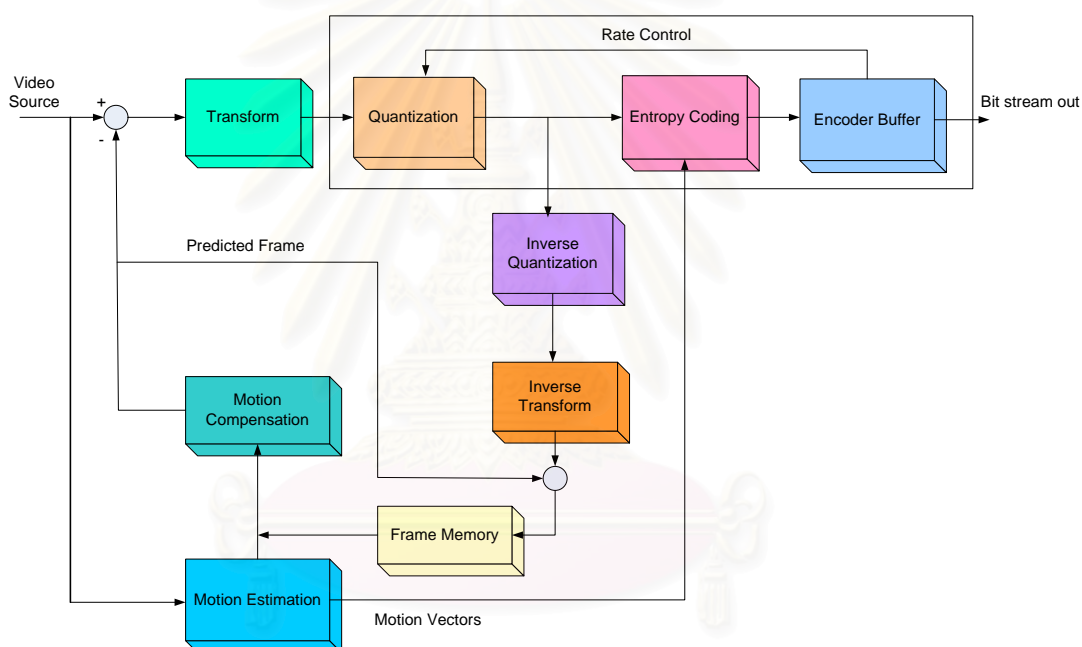 Rate Control
Video
Source
+
-
Transform
Quantization
Entropy Coding
Encoder Buffer
Bit stream out
Predicted Frame
Inverse
Quantization
Motion
Compensation
Inverse
Transform
Frame Memory
Motion Estimation
Motion Vectors